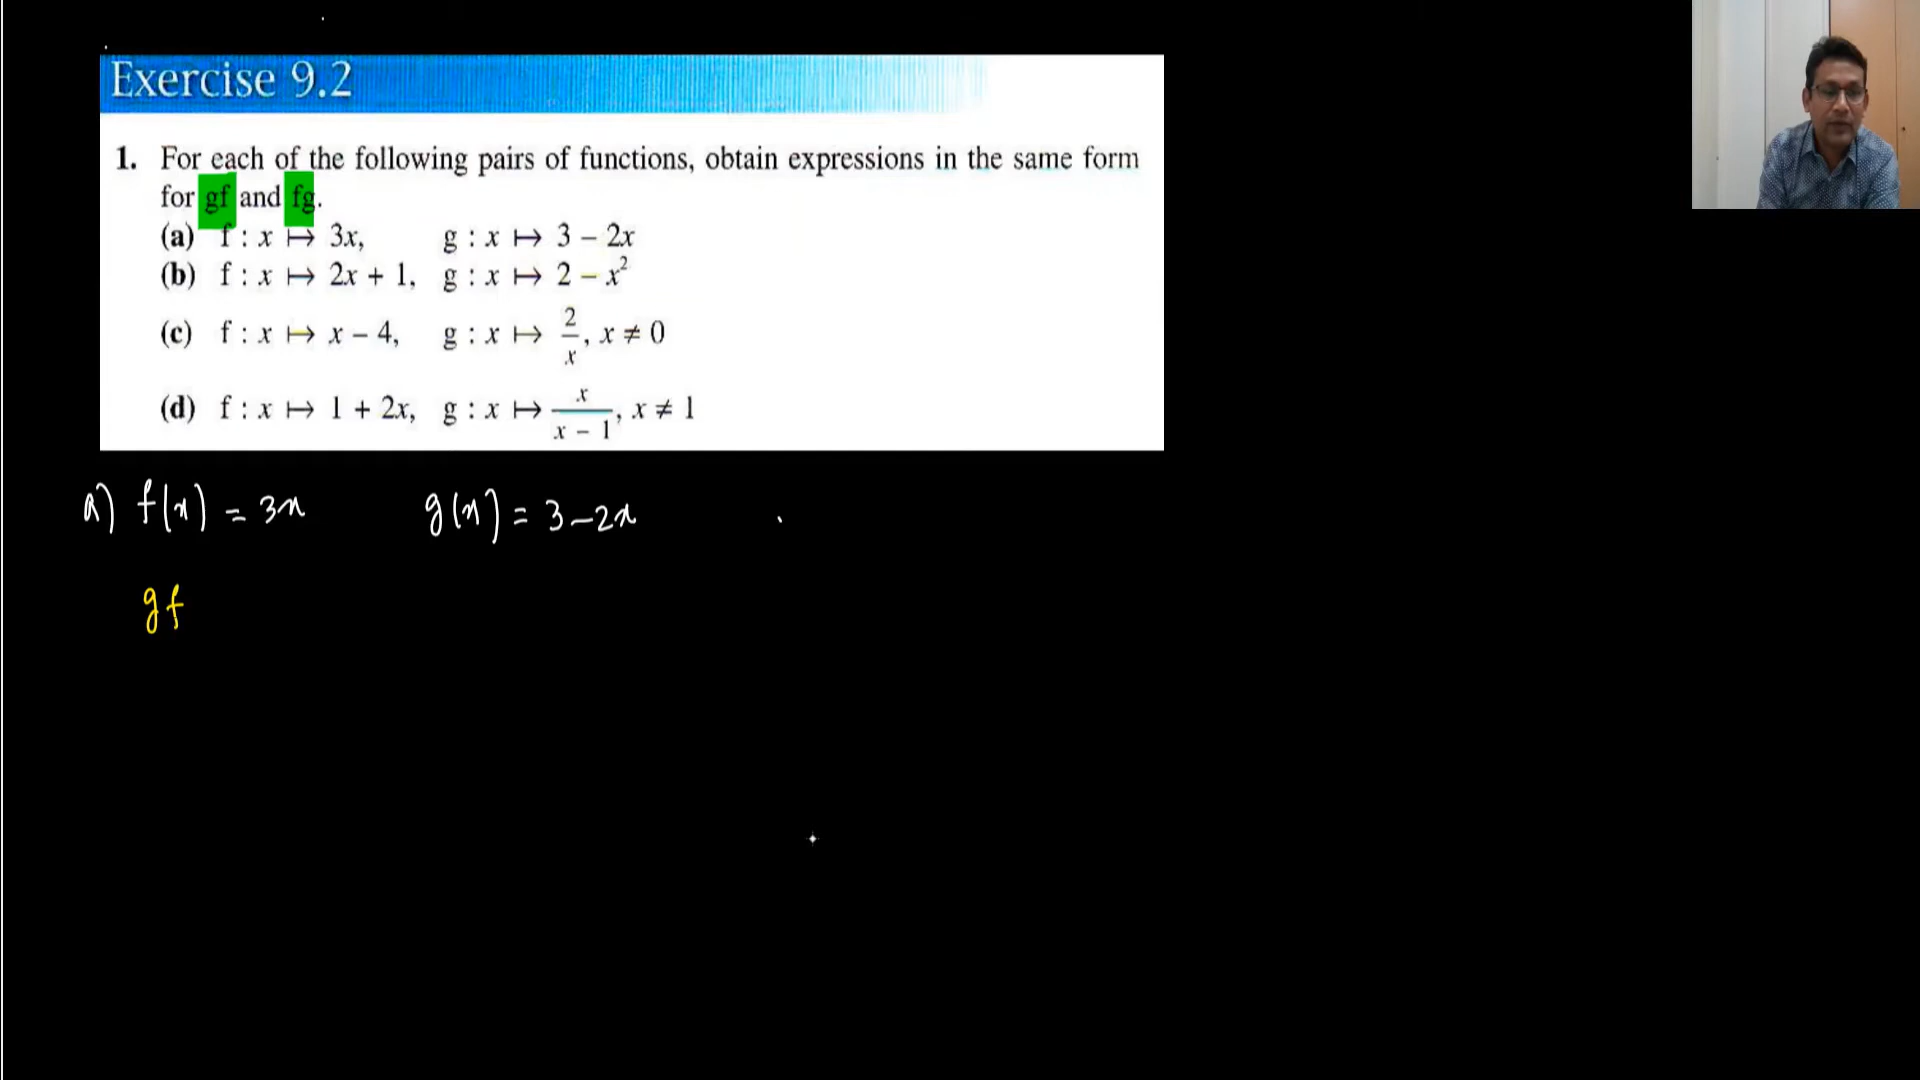 Exercise 9.2
1. For each of the following pairs of functions, obtain expressions in the same form
for gf and fg.
(a) f : x ↦ 3x, g : x ↦ 3 − 2x
(b) f : x ↦ 2x + 1, g : x ↦ 2 − x²
(c) f : x ↦ x − 4, g : x ↦ 2/x, x ≠ 0
(d) f : x ↦ 1 + 2x, g : x ↦ x/(x − 1), x ≠ 1
a) f(x) = 3x g(x) = 3−2x
gf